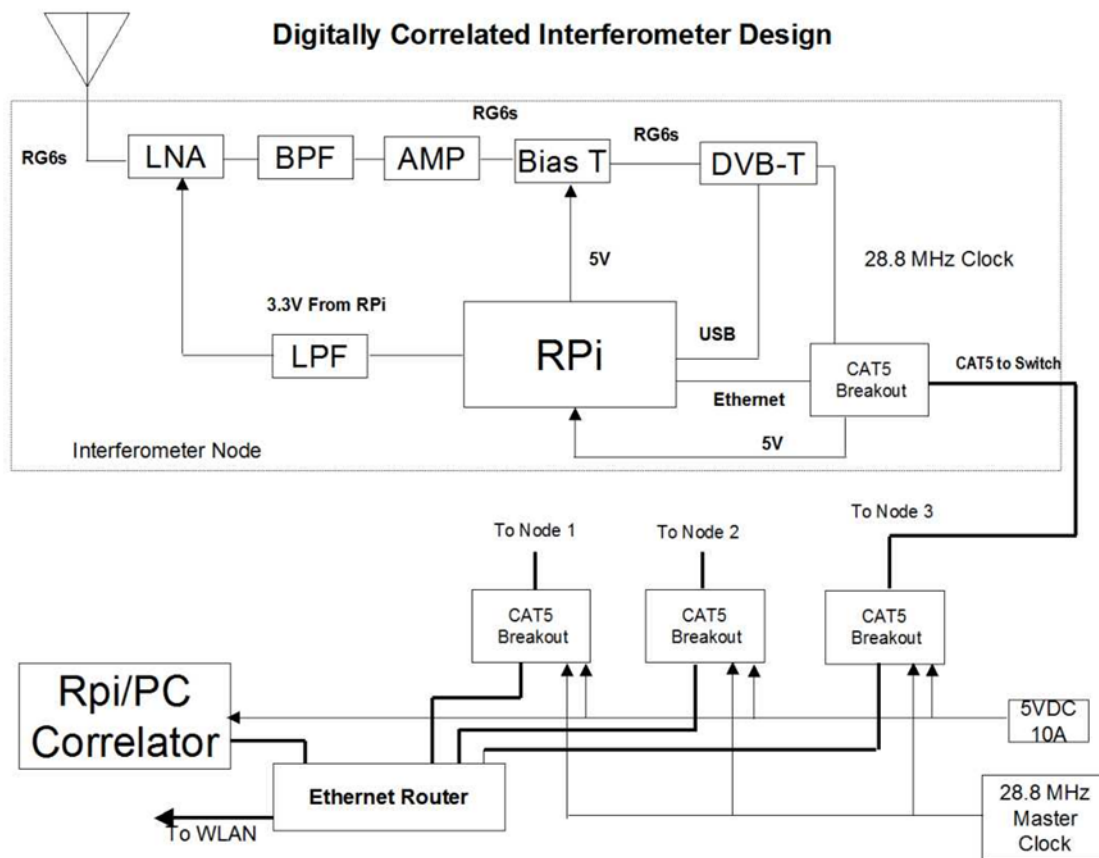 Digitally Correlated Interferometer Design
RG6s
RG6s
RG6s
LNA
BPF
AMP
Bias T
DVB-T
5V
28.8 MHz Clock
3.3V From RPi
LPF
RPi
USB
Ethernet
CAT5
Breakout
CAT5 to Switch
5V
Interferometer Node
To Node 1
To Node 2
To Node 3
CAT5
Breakout
CAT5
Breakout
CAT5
Breakout
Rpi/PC
Correlator
5VDC
10A
Ethernet Router
To WLAN
28.8 MHz
Master
Clock